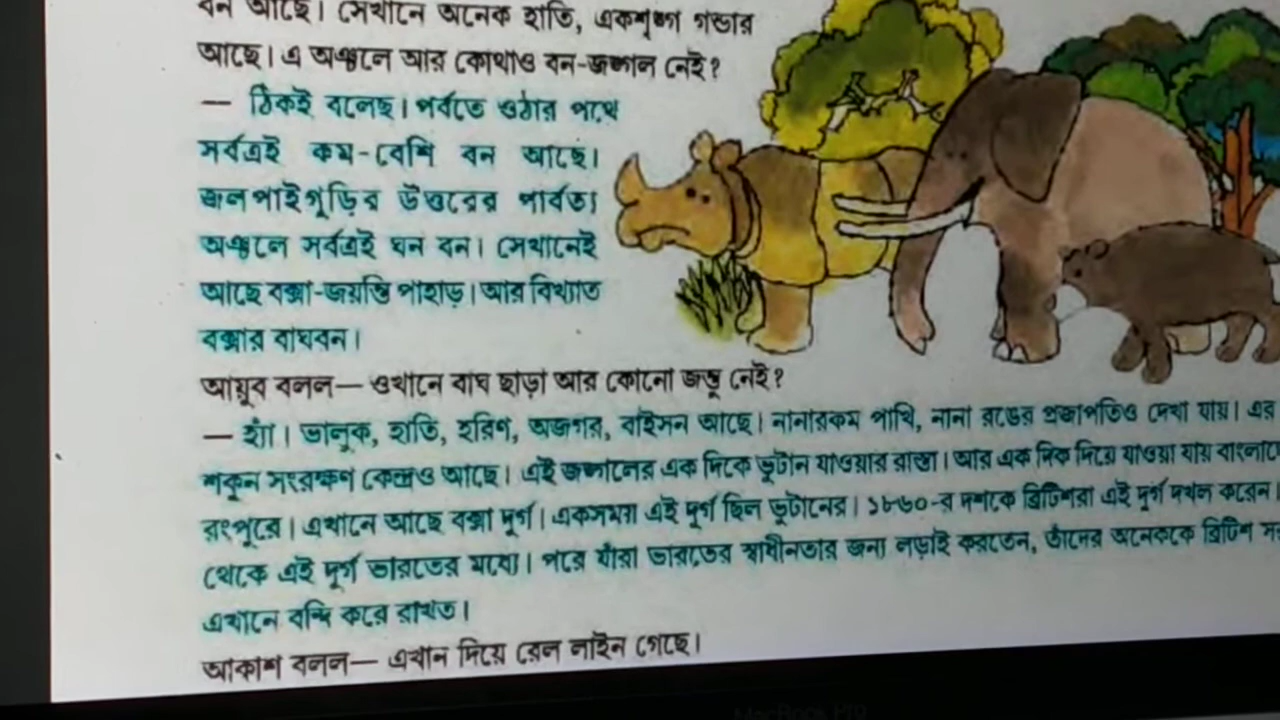 বন আছে। সেখানে অনেক হাতি, একশৃঙ্গ গন্ডার
আছে। এ অঞ্চলে আর কোথাও বন-জঙ্গল নেই?
— ঠিকই বলেছ। পর্বতে ওঠার পথে
সর্বত্রই কম-বেশি বন আছে।
জলপাইগুড়ির উত্তরের পার্বত্য
অঞ্চলে সর্বত্রই ঘন বন। সেখানেই
আছে বক্সা-জয়ন্তি পাহাড়। আর বিখ্যাত
বক্সার বাঘবন।
আয়ুব বলল— ওখানে বাঘ ছাড়া আর কোনো জন্তু নেই?
— হ্যাঁ। ভালুক, হাতি, হরিণ, অজগর, বাইসন আছে। নানারকম পাখি, নানা রঙের প্রজাপতিও দেখা যায়। এর
শকুন সংরক্ষণ কেন্দ্রও আছে। এই জঙ্গলের এক দিকে ভুটান যাওয়ার রাস্তা। আর এক দিক দিয়ে যাওয়া যায়
রংপুরে। এখানে আছে বক্সা দুর্গ। একসময় এই দুর্গ ছিল ভুটানের। ১৮৬০-র দশকে ব্রিটিশরা এই দুর্গ দখল করেন।
থেকে এই দুর্গ ভারতের মধ্যে। পরে যাঁরা ভারতের স্বাধীনতার জন্য লড়াই করতেন, তাঁদের অনেককে ব্রিটিশ
এখানে বন্দি করে রাখত।
আকাশ বলল— এখান দিয়ে রেল লাইন গেছে।
MacBook Pro